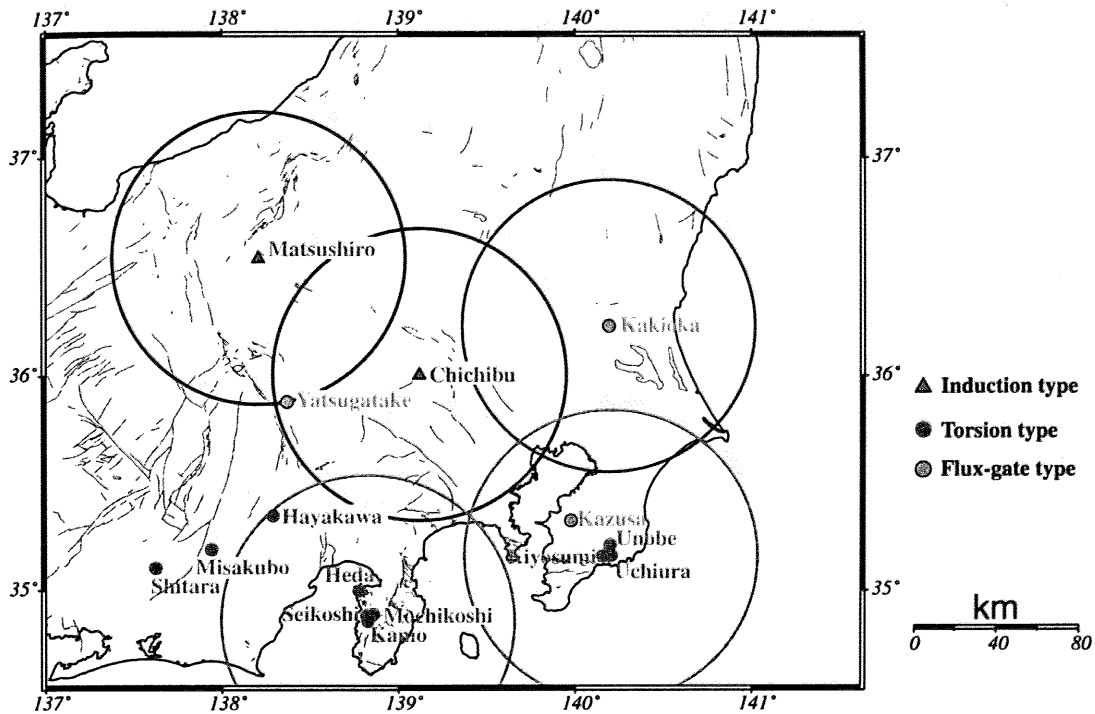 137° 138° 139° 140° 141°
37° 37°
Matsushiro
Kakioka
36° Chichibu 36°
Yatsugatake
Induction type
Torsion type
Flux-gate type
Hayakawa
Kazusa
Unobe
Misakubo
Kiyosumi
Uchiura
Shitara
Heda
35° 35°
Seikoshi Mochikoshi
Kamo
km
0 40 80
137° 138° 139° 140° 141°